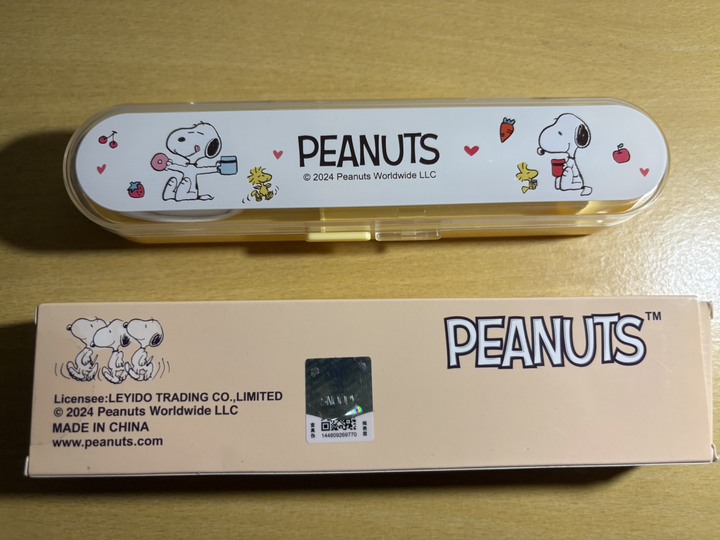 PEANUTS
© 2024 Peanuts Worldwide LLC
PEANUTS™
Licensee:LEYIDO TRADING CO.,LIMITED
© 2024 Peanuts Worldwide LLC
MADE IN CHINA
www.peanuts.com
144809269770